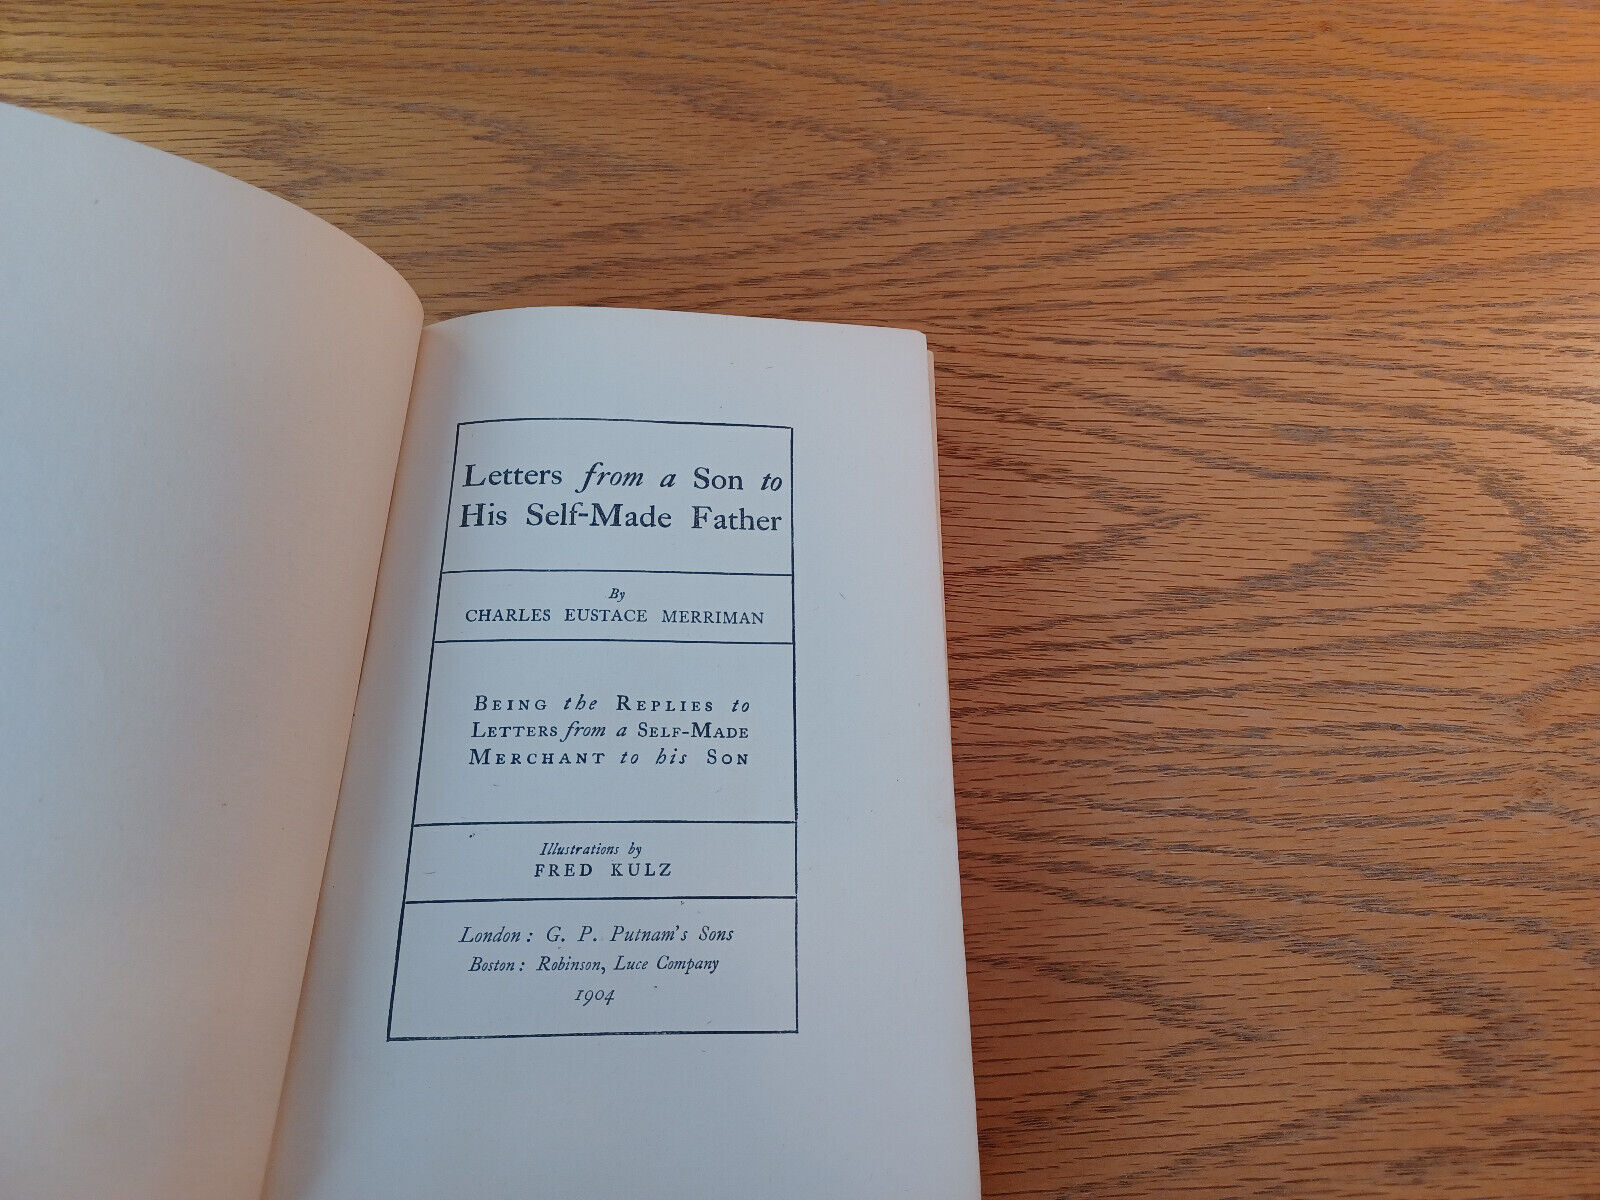 Letters from a Son to
His Self-Made Father
By
CHARLES EUSTACE MERRIMAN
BEING the REPLIES to
LETTERS from a SELF-MADE
MERCHANT to his SON
Illustrations by
FRED KULZ
London: G. P. Putnam's Sons
Boston: Robinson, Luce Company
1904